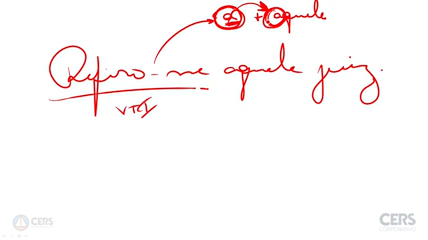 a + aquele
Refiro-me aquele juiz.
VTI
CERS
CERS